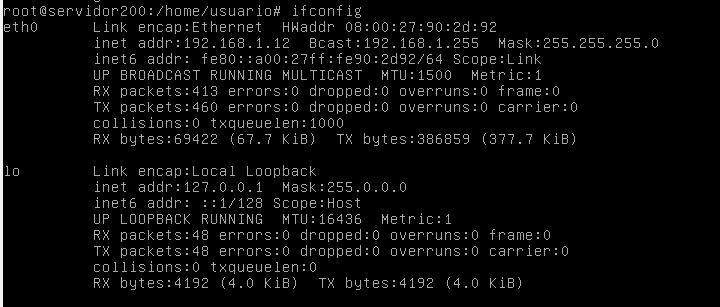 root@servidor200:/home/usuario# ifconfig
eth0      Link encap:Ethernet  HWaddr 08:00:27:90:2d:92
          inet addr:192.168.1.12  Bcast:192.168.1.255  Mask:255.255.255.0
          inet6 addr: fe80::a00:27ff:fe90:2d92/64 Scope:Link
          UP BROADCAST RUNNING MULTICAST  MTU:1500  Metric:1
          RX packets:413 errors:0 dropped:0 overruns:0 frame:0
          TX packets:460 errors:0 dropped:0 overruns:0 carrier:0
          collisions:0 txqueuelen:1000
          RX bytes:69422 (67.7 KiB)  TX bytes:386859 (377.7 KiB)
lo        Link encap:Local Loopback
          inet addr:127.0.0.1  Mask:255.0.0.0
          inet6 addr: ::1/128 Scope:Host
          UP LOOPBACK RUNNING  MTU:16436  Metric:1
          RX packets:48 errors:0 dropped:0 overruns:0 frame:0
          TX packets:48 errors:0 dropped:0 overruns:0 carrier:0
          collisions:0 txqueuelen:0
          RX bytes:4192 (4.0 KiB)  TX bytes:4192 (4.0 KiB)